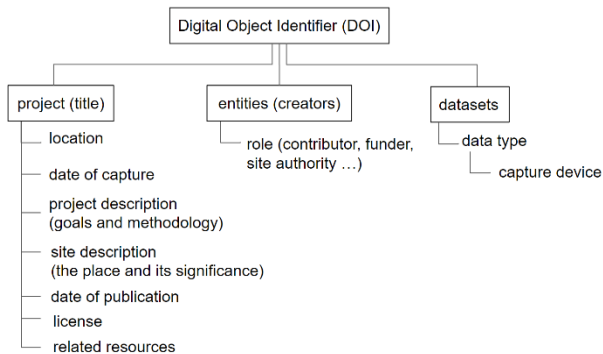 Digital Object Identifier (DOI)
project (title)
location
date of capture
project description
(goals and methodology)
site description
(the place and its significance)
date of publication
license
related resources
entities (creators)
role (contributor, funder,
site authority …)
datasets
data type
capture device